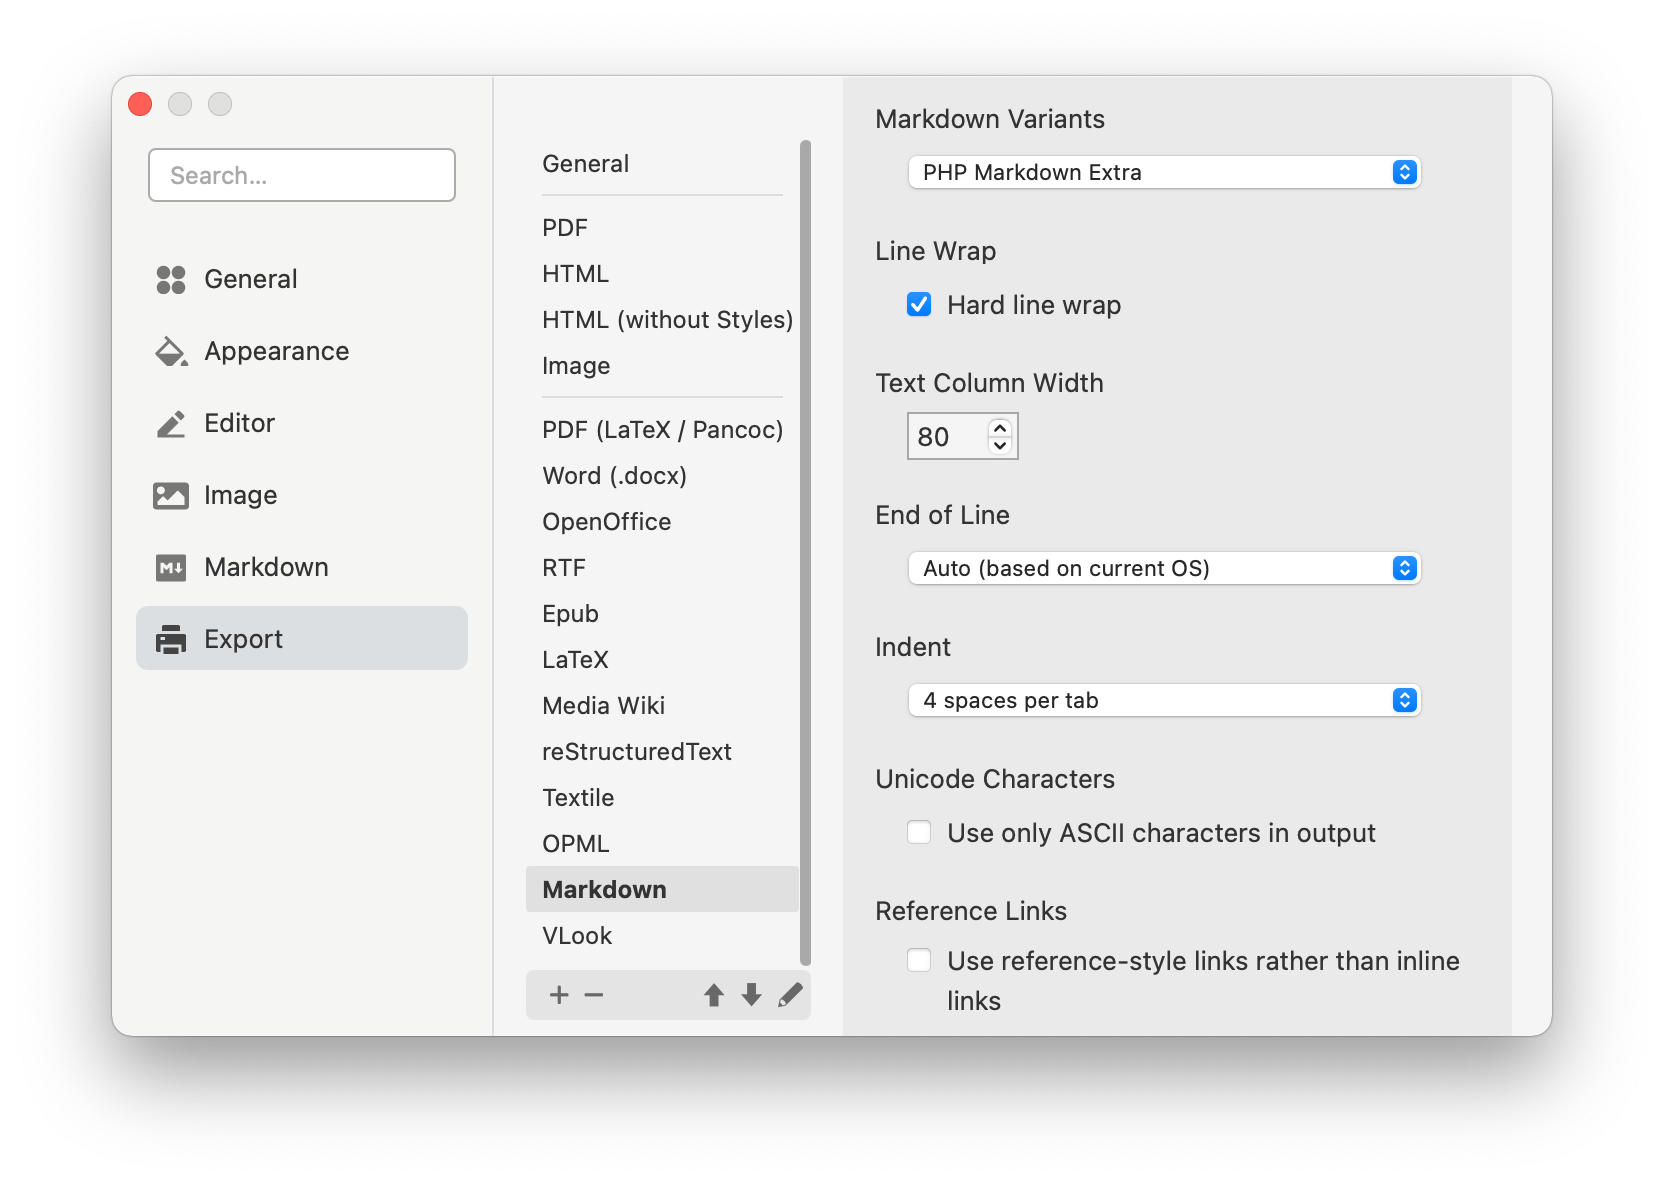 Search...
General
Appearance
Editor
Image
M↓
Markdown
Export
General
PDF
HTML
HTML (without Styles)
Image
PDF (LaTeX / Pancoc)
Word (.docx)
OpenOffice
RTF
Epub
LaTeX
Media Wiki
reStructuredText
Textile
OPML
Markdown
VLook
Markdown Variants
PHP Markdown Extra
Line Wrap
Hard line wrap
Text Column Width
80
End of Line
Auto (based on current OS)
Indent
4 spaces per tab
Unicode Characters
Use only ASCII characters in output
Reference Links
Use reference-style links rather than inline
links